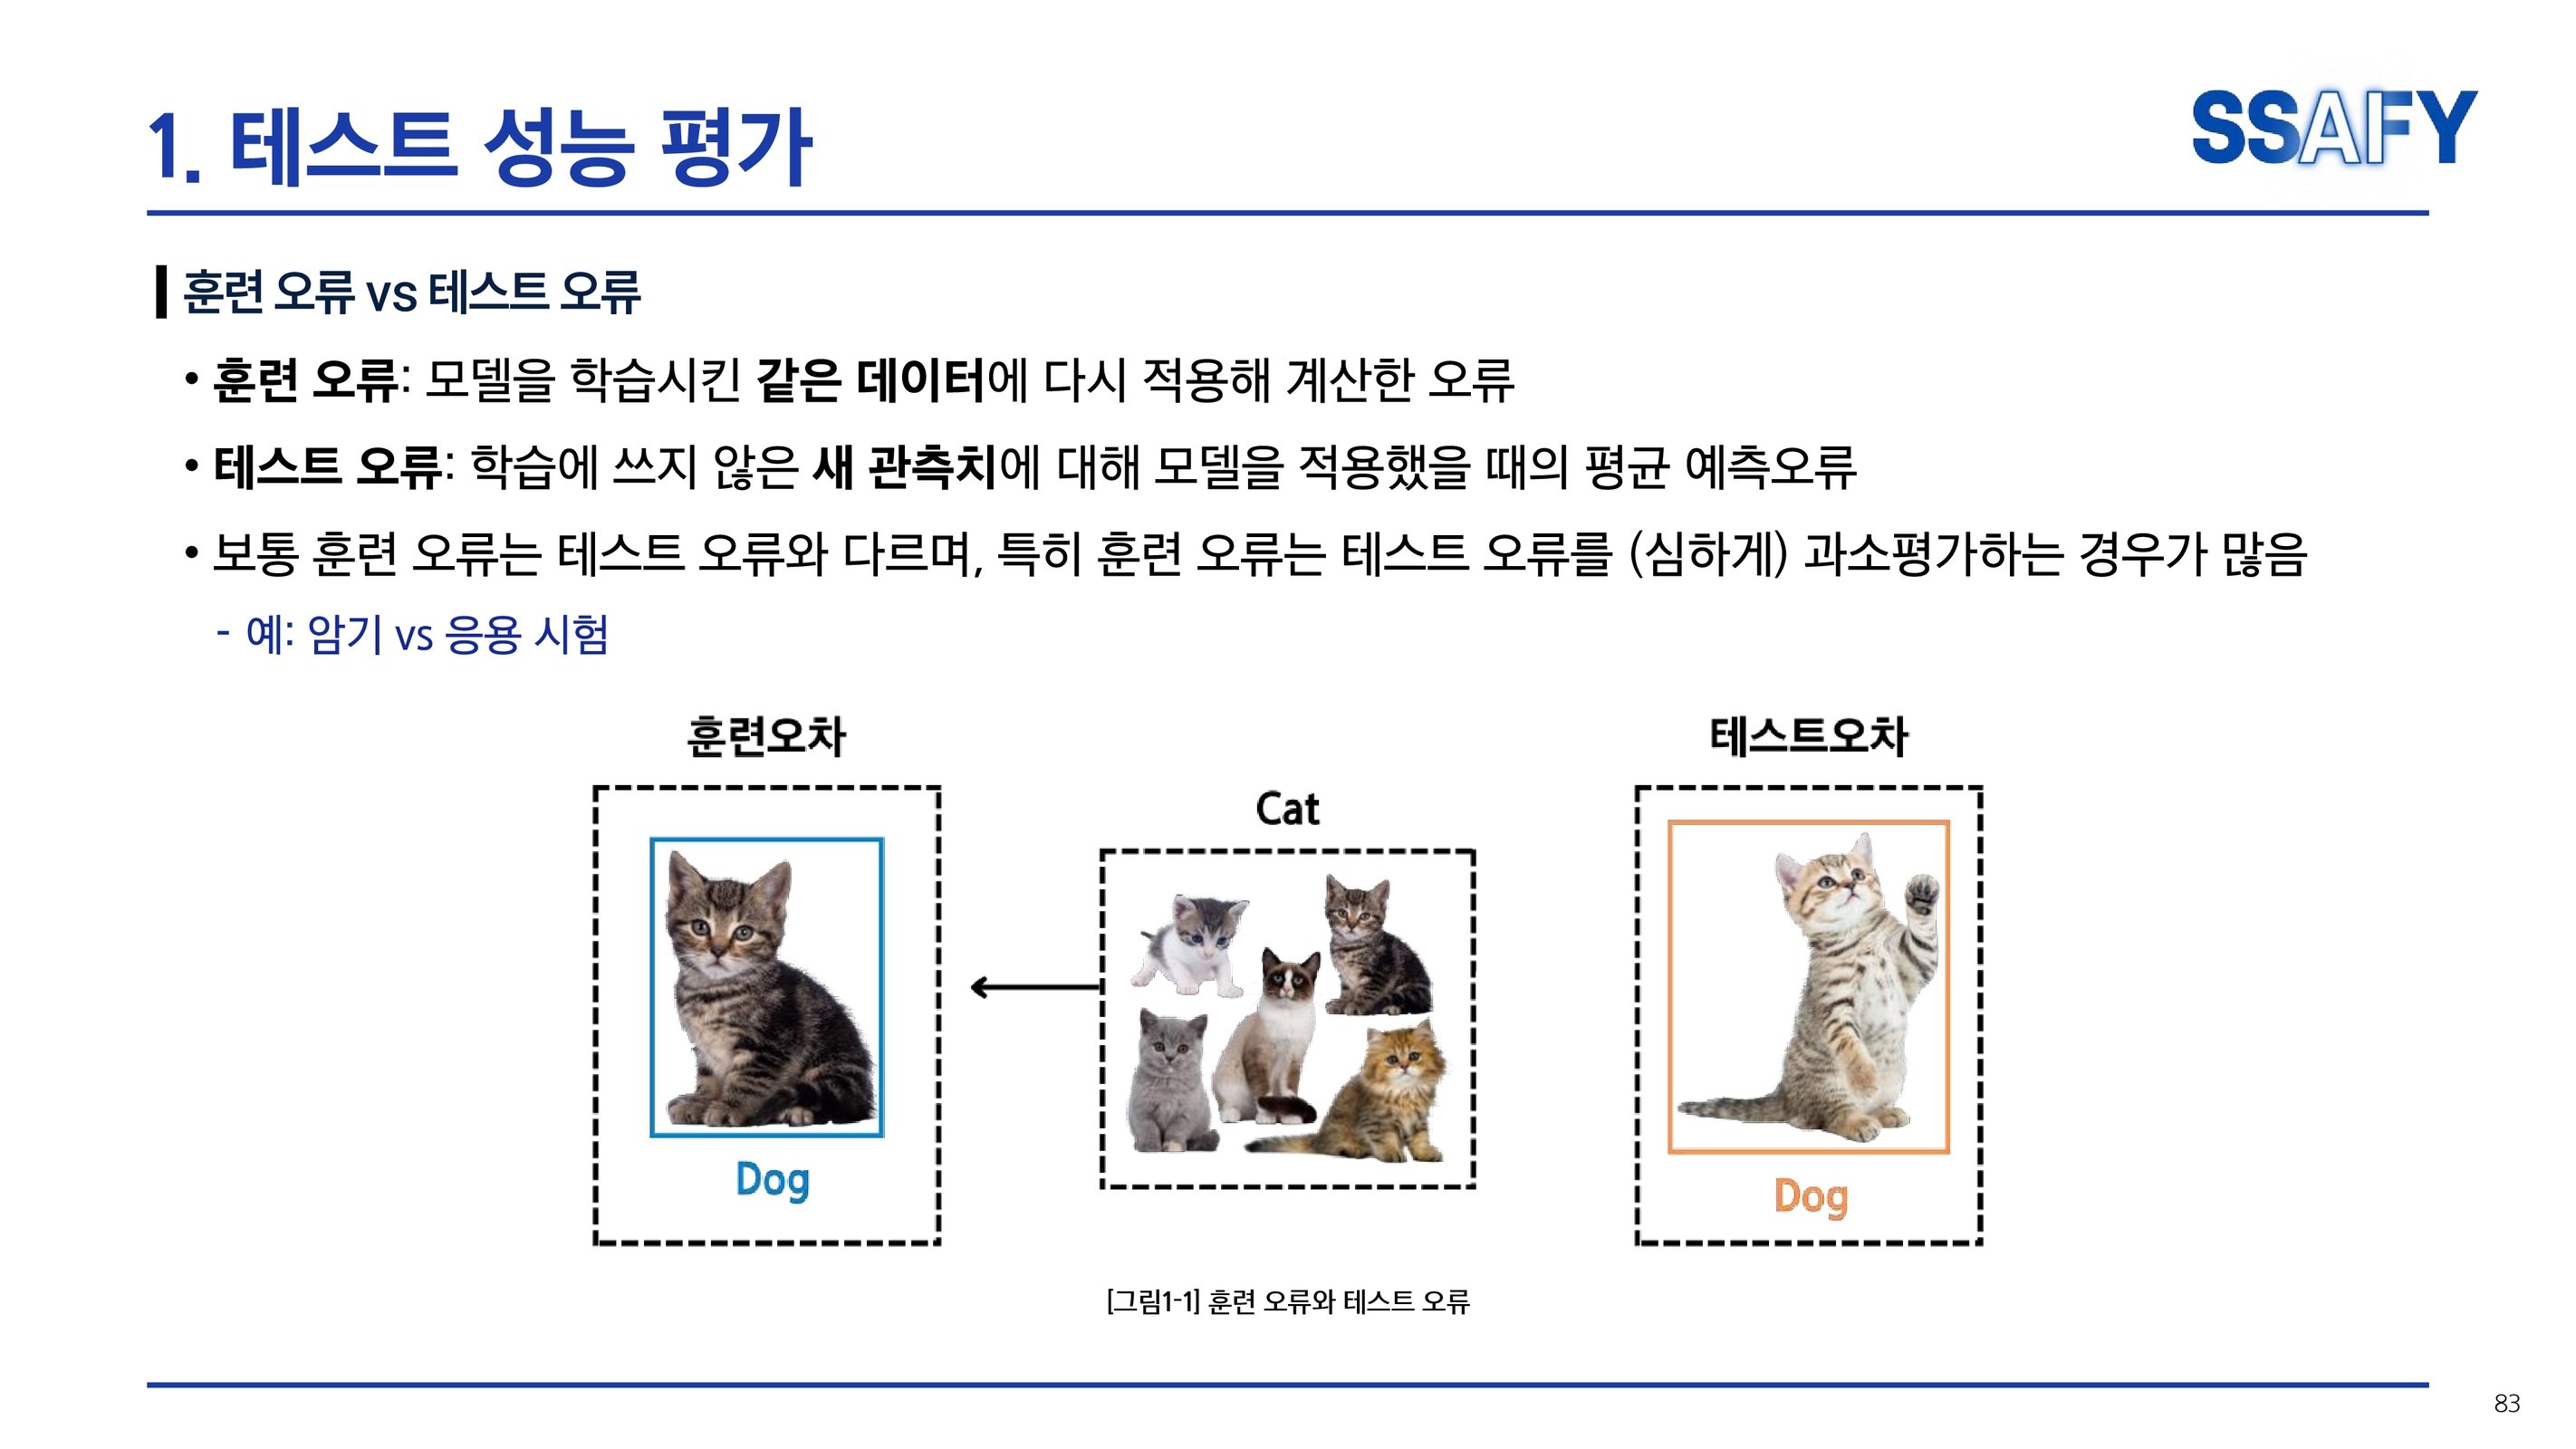 1. 테스트 성능 평가
SSAFY
훈련 오류 vs 테스트 오류
• 훈련 오류: 모델을 학습시킨 같은 데이터에 다시 적용해 계산한 오류
• 테스트 오류: 학습에 쓰지 않은 새 관측치에 대해 모델을 적용했을 때의 평균 예측오류
• 보통 훈련 오류는 테스트 오류와 다르며, 특히 훈련 오류는 테스트 오류를 (심하게) 과소평가하는 경우가 많음
- 예: 암기 vs 응용 시험
훈련오차
Cat
테스트오차
Dog
Dog
[그림1-1] 훈련 오류와 테스트 오류
83